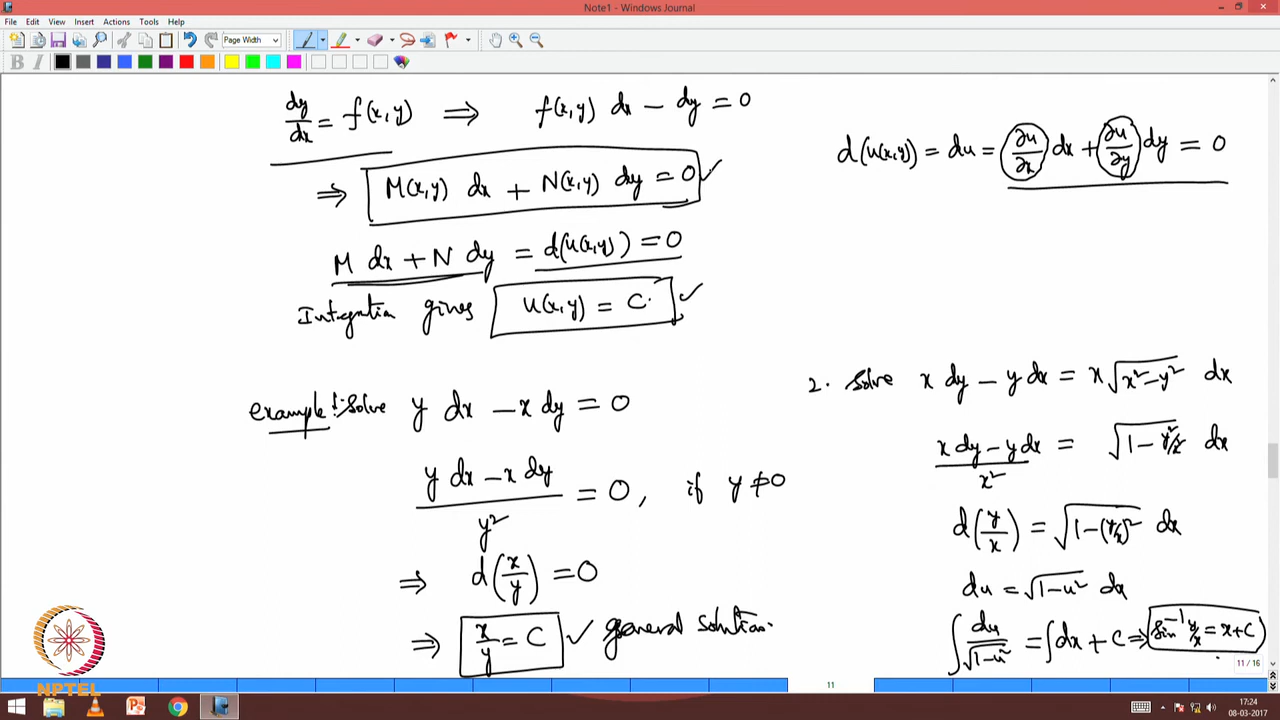 Note1 - Windows Journal
File Edit View Insert Actions Tools Help
Page Width
B I
dy/dx = f(x,y) ⟹ f(x,y) dx − dy = 0
⟹ M(x,y) dx + N(x,y) dy = 0 ✓
M dx + N dy = d(u(x,y)) = 0
Integration gives u(x,y) = C. ✓
example 1: Solve y dx − x dy = 0
(y dx − x dy)/y² = 0, if y ≠ 0
⟹ d(x/y) = 0
⟹ x/y = C ✓ general solution.
d(u(x,y)) = du = ∂u/∂x dx + ∂u/∂y dy = 0
2. Solve x dy − y dx = x√(x²−y²) dx
(x dy − y dx)/x² = √(1 − y²/x²) dx
d(y/x) = √(1−(y/x)²) dx
du = √(1−u²) dx
∫ du/√(1−u²) = ∫dx + C ⟹ sin⁻¹ y/x = x + C
11 / 16
11
NPTEL
17:24
08-03-2017